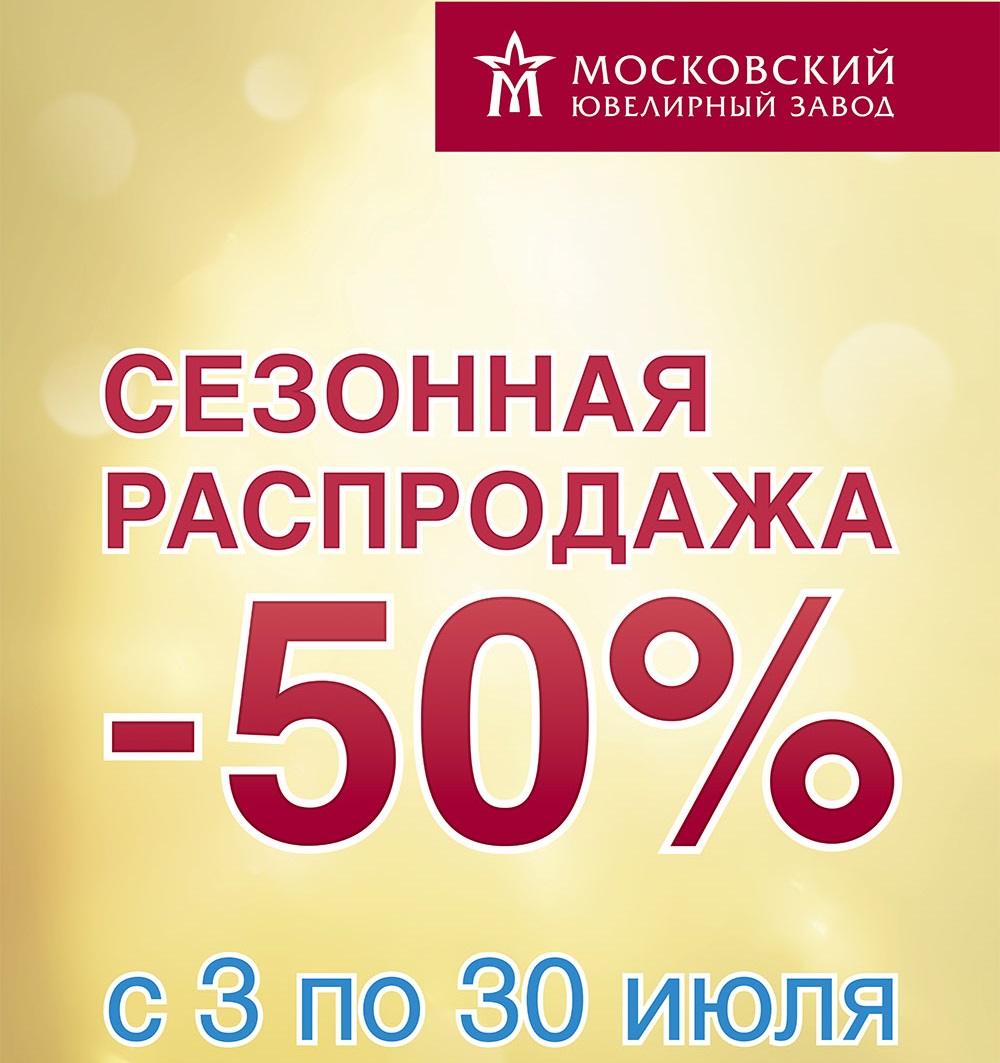 МОСКОВСКИЙ
ЮВЕЛИРНЫЙ ЗАВОД
СЕЗОННАЯ
РАСПРОДАЖА
-50%
с 3 по 30 июля